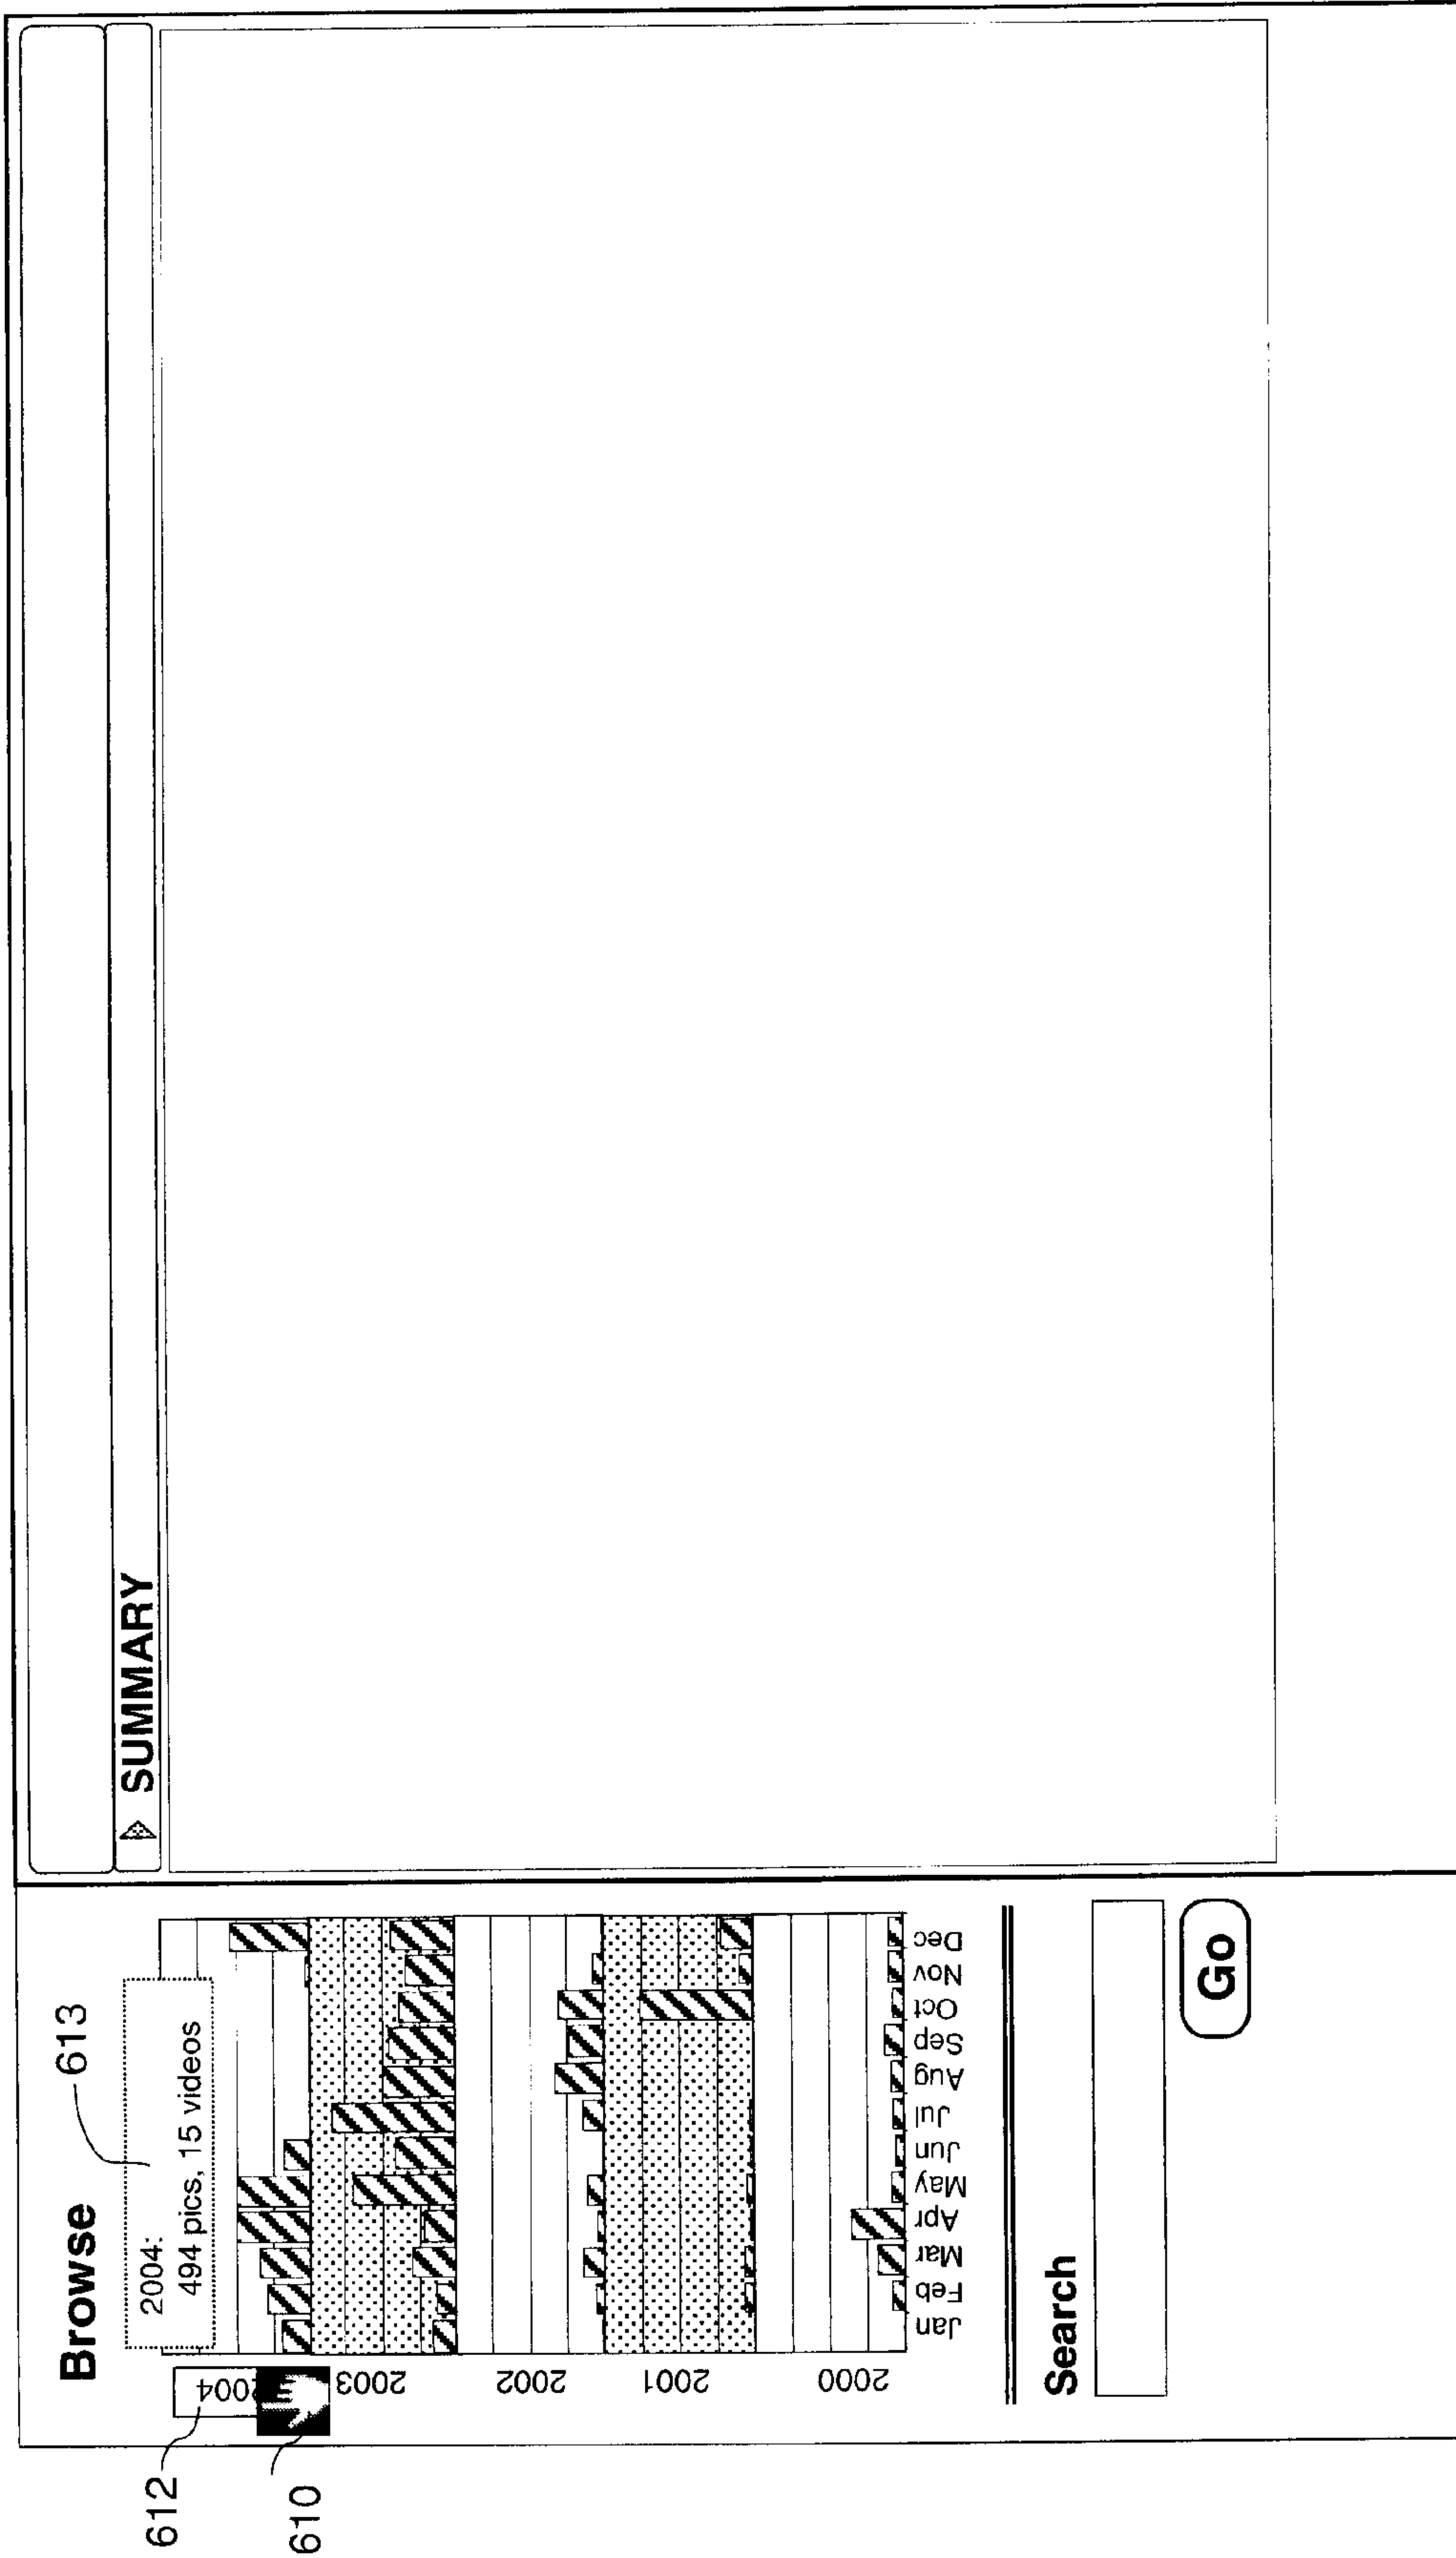 Browse
613
2004:
494 pics, 15 videos
612
610
2003
2002
2001
2000
Jan
Feb
Mar
Apr
May
Jun
Jul
Aug
Sep
Oct
Nov
Dec
Search
Go
SUMMARY